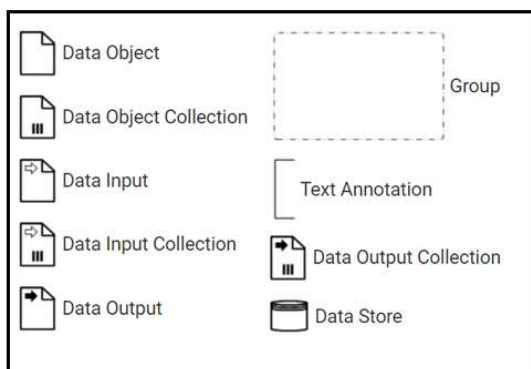 Data Object
Data Object Collection
Data Input
Data Input Collection
Data Output
Group
Text Annotation
Data Output Collection
Data Store